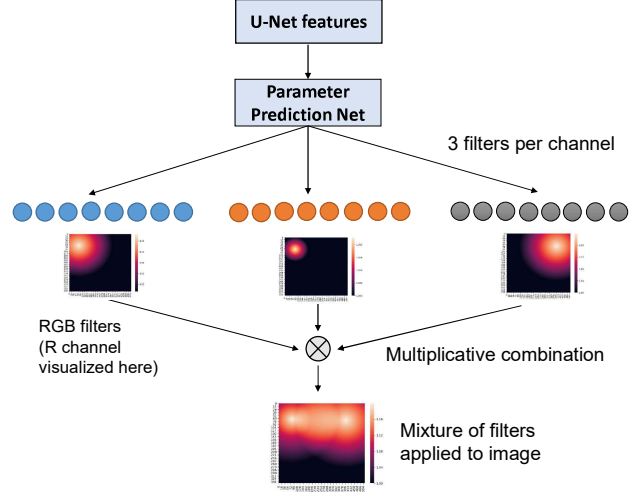 U-Net features
Parameter
Prediction Net
3 filters per channel
RGB filters
(R channel
visualized here)
Multiplicative combination
Mixture of filters
applied to image